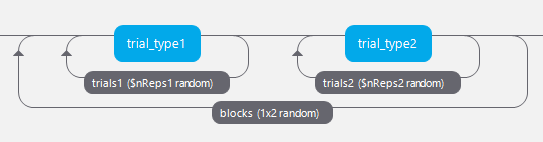 trial_type1
trial_type2
trials1 ($nReps1 random)
trials2 ($nReps2 random)
blocks (1x2 random)